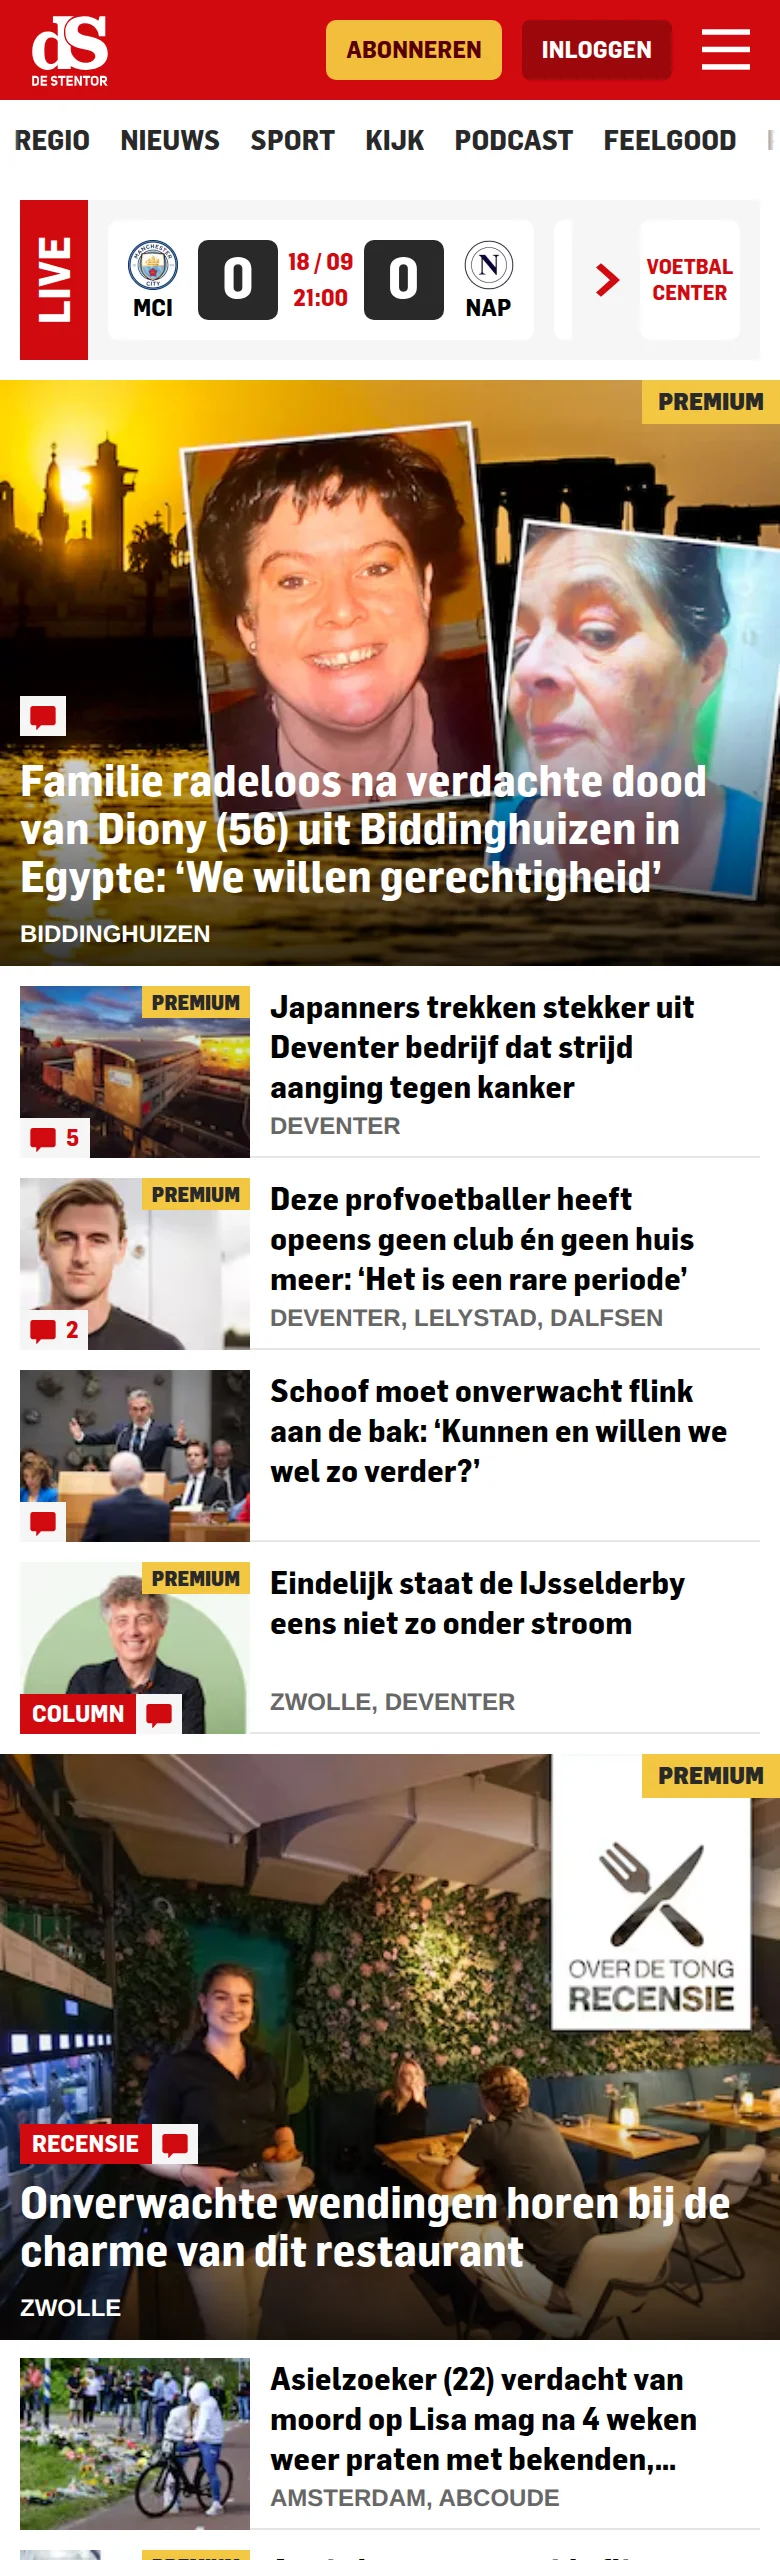 dS
DE STENTOR
ABONNEREN
INLOGGEN
REGIO NIEUWS SPORT KIJK PODCAST FEELGOOD
LIVE
MANCHESTER
CITY
MCI
0
18 / 09
21:00
0
N
NAP
VOETBAL
CENTER
PREMIUM
Familie radeloos na verdachte dood
van Diony (56) uit Biddinghuizen in
Egypte: ‘We willen gerechtigheid’
BIDDINGHUIZEN
PREMIUM
5
Japanners trekken stekker uit
Deventer bedrijf dat strijd
aanging tegen kanker
DEVENTER
PREMIUM
2
Deze profvoetballer heeft
opeens geen club én geen huis
meer: ‘Het is een rare periode’
DEVENTER, LELYSTAD, DALFSEN
Schoof moet onverwacht flink
aan de bak: ‘Kunnen en willen we
wel zo verder?’
PREMIUM
COLUMN
Eindelijk staat de IJsselderby
eens niet zo onder stroom
ZWOLLE, DEVENTER
PREMIUM
OVER DE TONG
RECENSIE
RECENSIE
Onverwachte wendingen horen bij de
charme van dit restaurant
ZWOLLE
Asielzoeker (22) verdacht van
moord op Lisa mag na 4 weken
weer praten met bekenden,...
AMSTERDAM, ABCOUDE